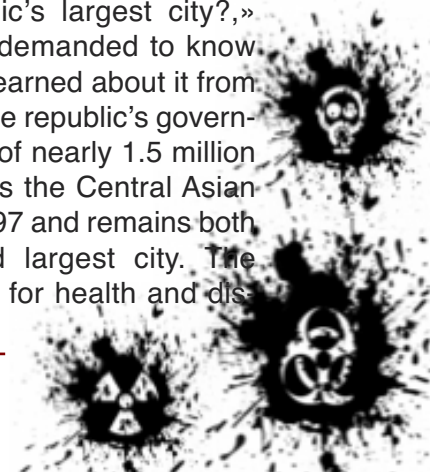 ic’s largest city?,»
demanded to know
earned about it from
e republic’s govern-
of nearly 1.5 million
s the Central Asian
97 and remains both
d largest city. The
for health and dis-